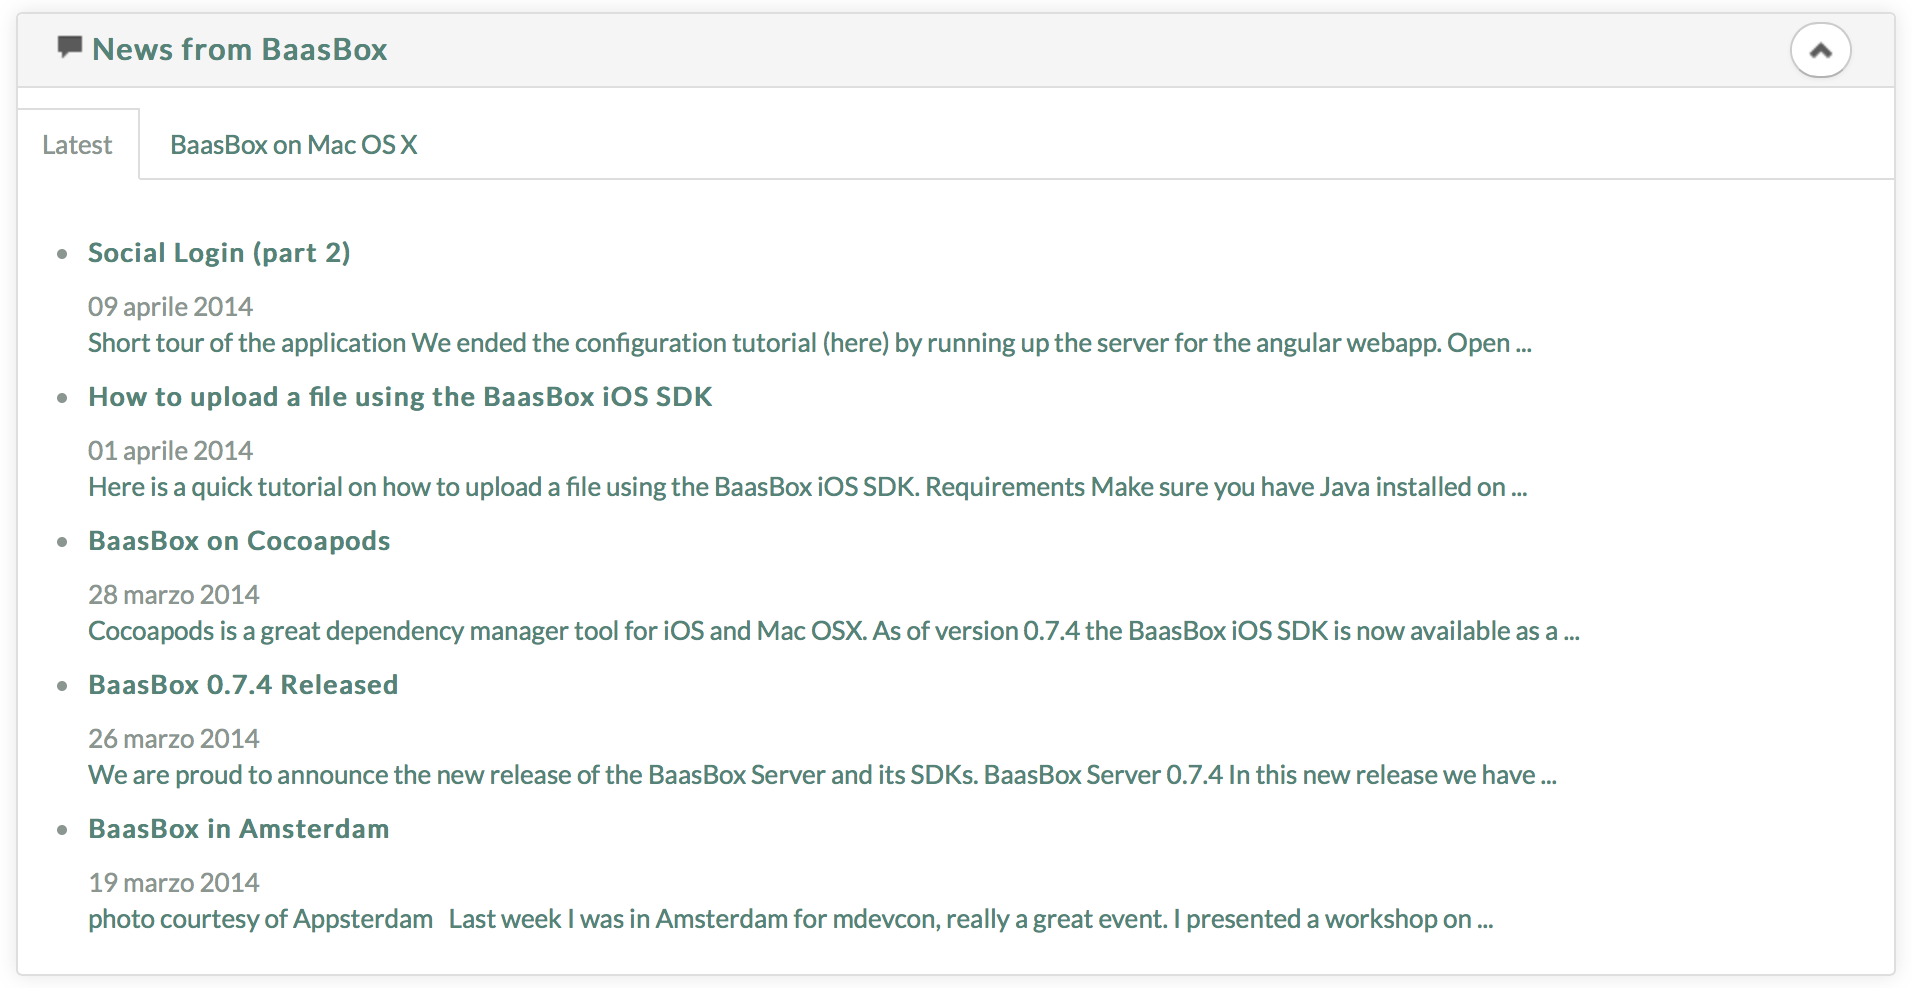 News from BaasBox
Latest
BaasBox on Mac OS X
Social Login (part 2)
09 aprile 2014
Short tour of the application We ended the configuration tutorial (here) by running up the server for the angular webapp. Open ...
How to upload a file using the BaasBox iOS SDK
01 aprile 2014
Here is a quick tutorial on how to upload a file using the BaasBox iOS SDK. Requirements Make sure you have Java installed on ...
BaasBox on Cocoapods
28 marzo 2014
Cocoapods is a great dependency manager tool for iOS and Mac OSX. As of version 0.7.4 the BaasBox iOS SDK is now available as a ...
BaasBox 0.7.4 Released
26 marzo 2014
We are proud to announce the new release of the BaasBox Server and its SDKs. BaasBox Server 0.7.4 In this new release we have ...
BaasBox in Amsterdam
19 marzo 2014
photo courtesy of Appsterdam   Last week I was in Amsterdam for mdevcon, really a great event. I presented a workshop on ...